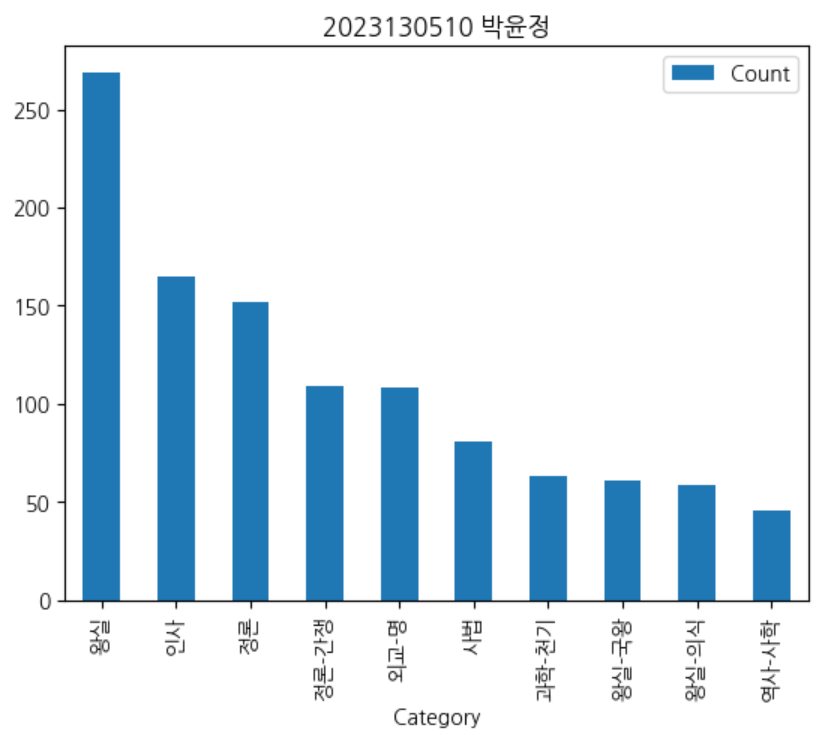 2023130510 박윤정
Count
250
200
150
100
50
0
왕실
인사
정론
정론-간쟁
외교-명
사법
과학-천기
왕실-국왕
왕실-의식
역사-사학
Category